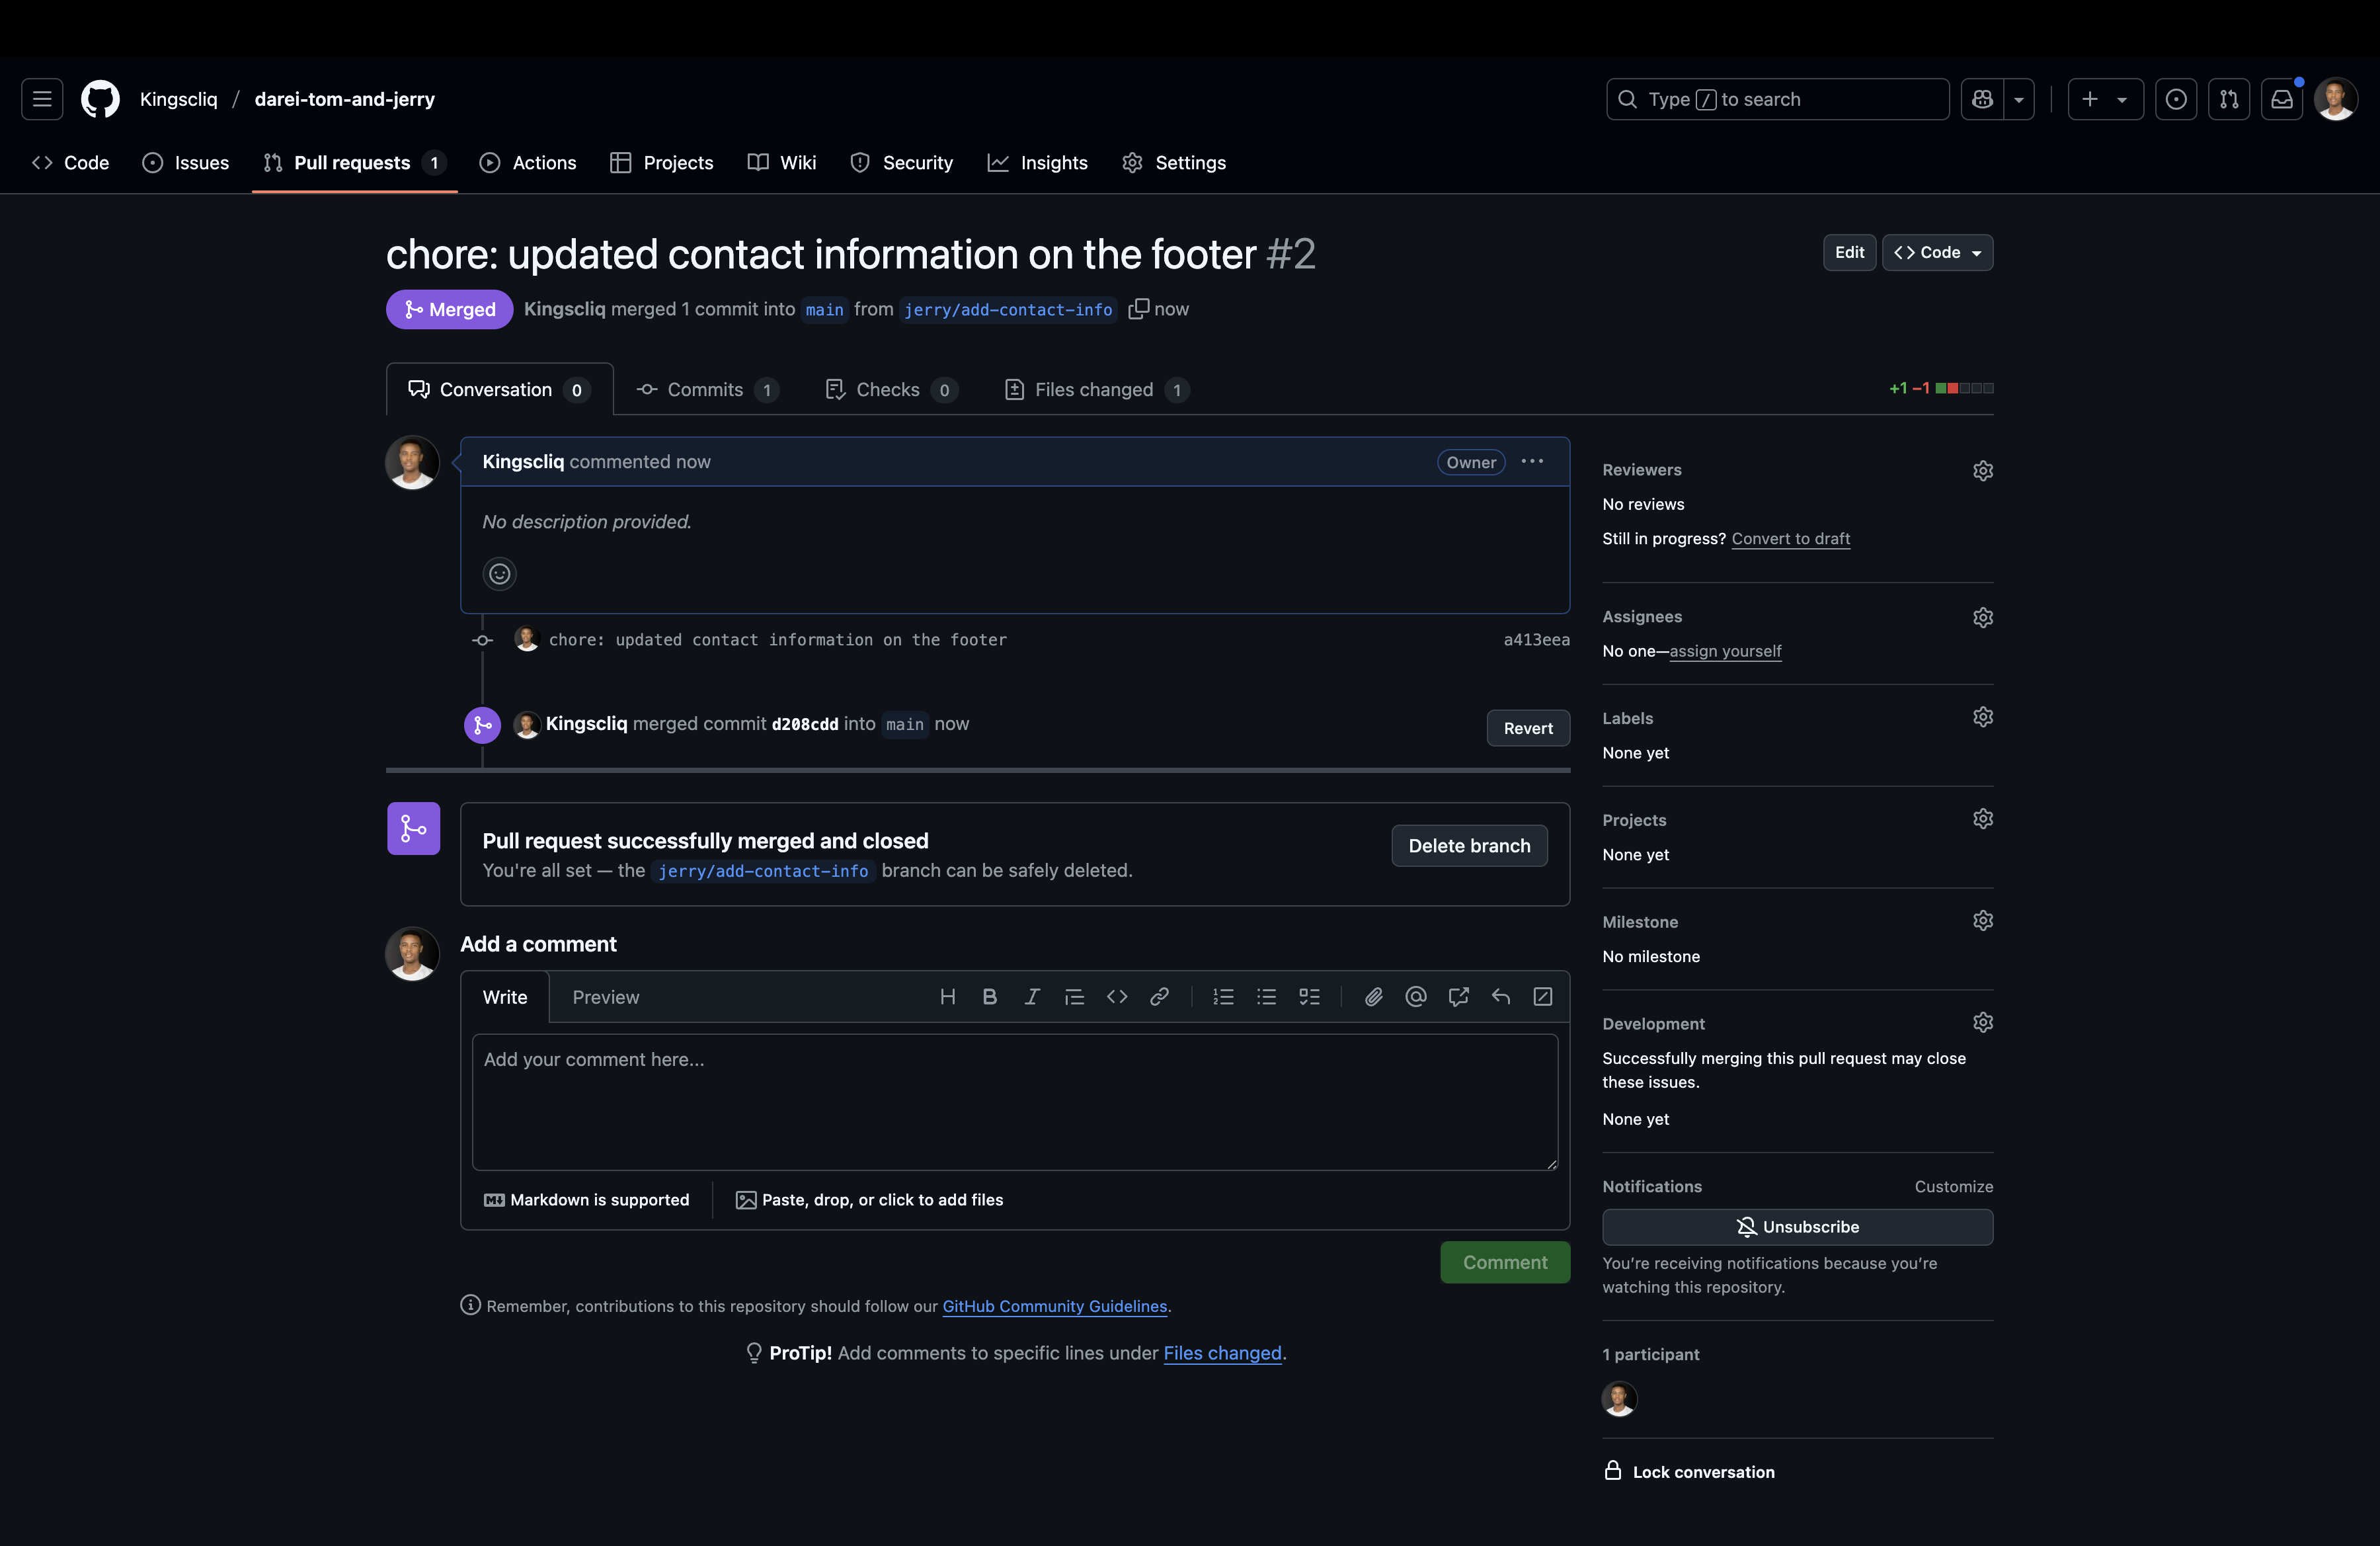 Kingscliq / darei-tom-and-jerry
Type / to search
Code
Issues
Pull requests 1
Actions
Projects
Wiki
Security
Insights
Settings
chore: updated contact information on the footer #2
Edit
Code
Merged
Kingscliq merged 1 commit into main from jerry/add-contact-info now
Conversation 0
Commits 1
Checks 0
Files changed 1
+1 −1
Kingscliq commented now
Owner
No description provided.
chore: updated contact information on the footer
a413eea
Kingscliq merged commit d208cdd into main now
Revert
Pull request successfully merged and closed
You're all set — the jerry/add-contact-info branch can be safely deleted.
Delete branch
Add a comment
Write
Preview
Add your comment here...
Markdown is supported
Paste, drop, or click to add files
Comment
Remember, contributions to this repository should follow our GitHub Community Guidelines.
ProTip! Add comments to specific lines under Files changed.
Reviewers
No reviews
Still in progress? Convert to draft
Assignees
No one—assign yourself
Labels
None yet
Projects
None yet
Milestone
No milestone
Development
Successfully merging this pull request may close
these issues.
None yet
Notifications
Customize
Unsubscribe
You’re receiving notifications because you’re
watching this repository.
1 participant
Lock conversation